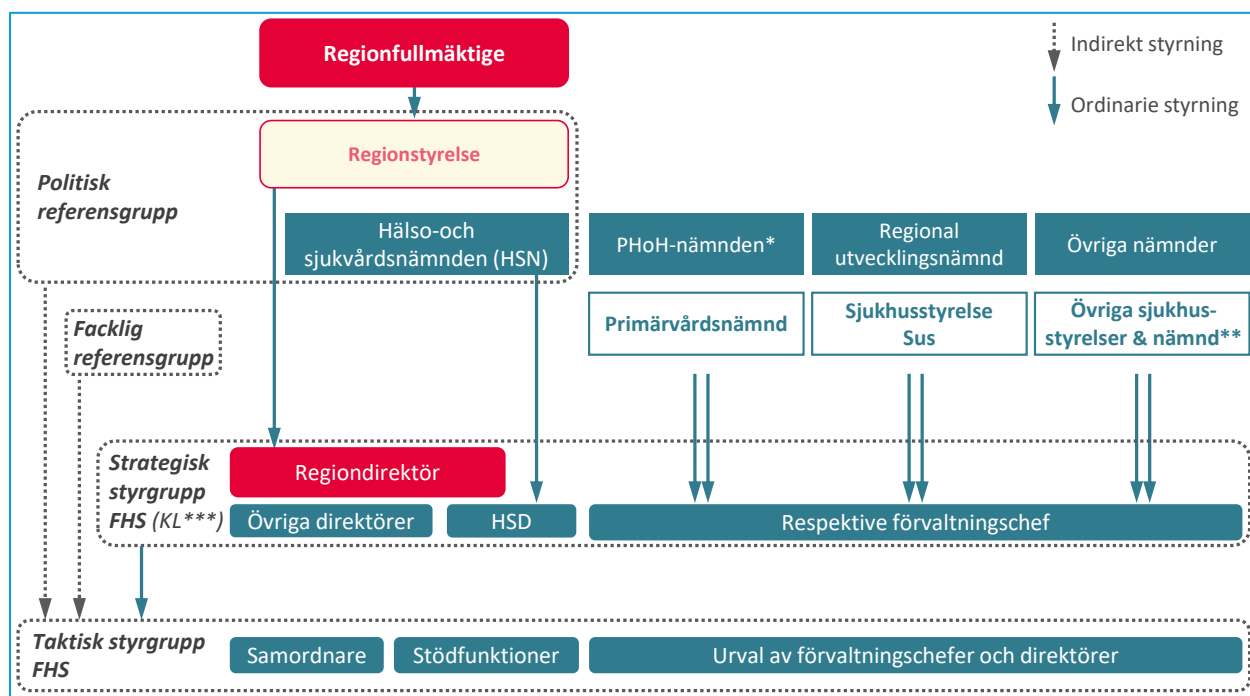 Regionfullmäktige
Indirekt styrning
Ordinarie styrning
Regionstyrelse
Politisk
referensgrupp
Hälso-och
sjukvårdsnämnden (HSN)
PHoH-nämnden*
Regional
utvecklingsnämnd
Övriga nämnder
Primärvårdsnämnd
Sjukhusstyrelse
Sus
Övriga sjukhus-
styrelser & nämnd**
Facklig
referensgrupp
Strategisk
styrgrupp
FHS (KL***)
Regiondirektör
Övriga direktörer
HSD
Respektive förvaltningschef
Taktisk styrgrupp
FHS
Samordnare
Stödfunktioner
Urval av förvaltningschefer och direktörer